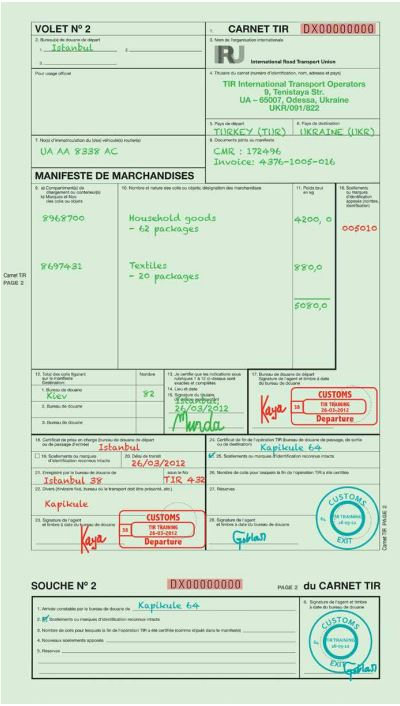 VOLET Nº 2
1. CARNET TIR DX00000000
2. Bureau(x) de douane de départ
1. Istanbul 2.
3.
3. Nom de l'organisation internationale
IRU International Road Transport Union
Pour usage officiel
4. Titulaire du carnet (numéro d'identification, nom, adresse et pays)
TIR International Transport Operators
9, Tenistaya Str.
UA – 65007, Odessa, Ukraine
UKR/091/822
5. Pays de départ
TURKEY (TUR)
6. Pays de destination
UKRAINE (UKR)
7. No(s) d'immatriculation du (des) véhicule(s) routier(s)
UA AA 8338 AC
8. Documents joints au manifeste
CMR : 172496
Invoice: 4376-1005-016
MANIFESTE DE MARCHANDISES
9. a) Compartiment(s) de chargement ou conteneur(s)
b) Marques et Nos des colis ou objets
10. Nombre et nature des colis ou objets, désignation des marchandises
11. Poids brut en kg
16. Scellements ou marques d'identification apposés (nombre, identification)
8968700 Household goods 4200,0 005010
- 62 packages
8697431 Textiles 880,0
- 20 packages
5080,0
12. Total des colis figurant sur le manifeste
Destination:
Nombre
1. Bureau de douane
Kiev 82
2. Bureau de douane
3. Bureau de douane
13. Je certifie que les indications sous rubriques 1 à 12 ci-dessus sont exactes et complètes
14. Lieu et date
15. Signature du titulaire ou de son représentant
Istanbul,
26/03/2012
17. Bureau de douane de départ. Signature de l'agent et timbre à date du bureau de douane
Kaya
CUSTOMS
38
TIR TRAINING
26-03-2012
Departure
18. Certificat de prise en charge (bureau de douane de départ ou de passage d'entrée)
Istanbul
19. Scellements ou marques d'identification reconnus intacts
20. Délai de transit
26/03/2012
21. Enregistré par le bureau de douane de
Istanbul 38
sous le No
TIR 432
22. Divers (itinéraire fixé, bureau où le transport doit être présenté, etc.)
Kapikule
23. Signature de l'agent et timbre à date du bureau de douane
Kaya
CUSTOMS
38
TIR TRAINING
26-03-2012
Departure
24. Certificat de fin de l'opération TIR (bureau de douane de passage, de sortie ou de destination)
Kapikule 64
25. Scellements ou marques d'identification reconnus intacts
26. Nombre de colis pour lesquels la fin de l'opération TIR a été certifiée
27. Réserves
28. Signature de l'agent et timbre à date du bureau de douane
CUSTOMS
TIR TRAINING
EXIT
Carnet TIR
PAGE 2
Carnet TIR PAGE 2
SOUCHE Nº 2 DX00000000 PAGE 2 du CARNET TIR
1. Arrivée constatée par le bureau de douane de Kapikule 64
2. Scellements ou marques d'identification reconnus intacts
3. Nombre de colis pour lesquels la fin de l'opération TIR a été certifiée (comme stipulé dans le manifeste)
4. Nouveaux scellements apposés
5. Réserves
6. Signature de l'agent et timbre à date du bureau de douane
CUSTOMS
TIR TRAINING
EXIT